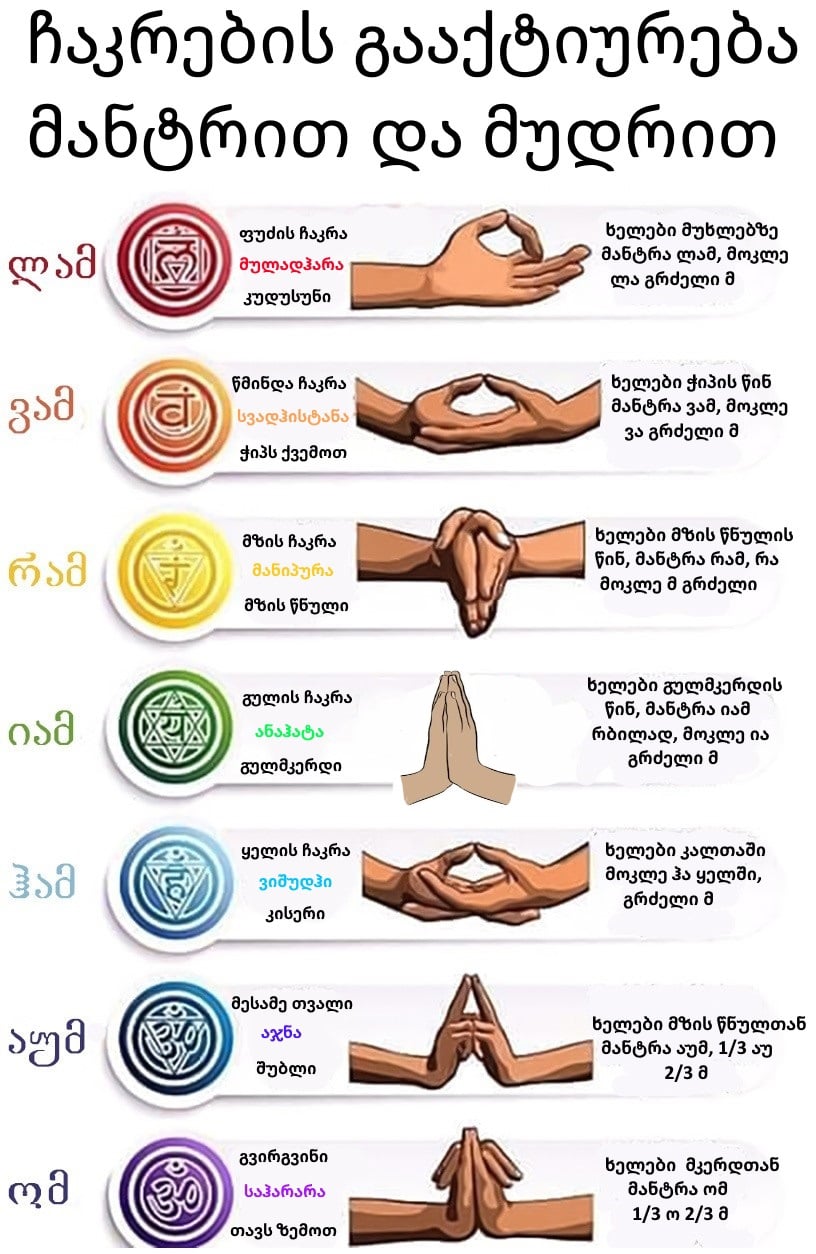 ჩაკრების გააქტიურება
მანტრით და მუდრით
ლამ
ფუძის ჩაკრა
მულადჰარა
კუდუსუნი
ხელები მუხლებზე
მანტრა ლამ, მოკლე
ლა გრძელი მ
ვამ
წმინდა ჩაკრა
სვადჰისტანა
ჭიპს ქვემოთ
ხელები ჭიპის წინ
მანტრა ვამ, მოკლე
ვა გრძელი მ
რამ
მზის ჩაკრა
მანიპურა
მზის წნული
ხელები მზის წნულის
წინ, მანტრა რამ, რა
მოკლე მ გრძელი
იამ
გულის ჩაკრა
ანაჰატა
გულმკერდი
ხელები გულმკერდის
წინ, მანტრა იამ
რბილად, მოკლე ია
გრძელი მ
ჰამ
ყელის ჩაკრა
ვიშუდჰი
კისერი
ხელები კალთაში
მოკლე ჰა ყელში,
გრძელი მ
აუმ
მესამე თვალი
აჯნა
შუბლი
ხელები მზის წნულთან
მანტრა აუმ, 1/3 აუ
2/3 მ
ომ
გვირგვინი
საჰარარა
თავს ზემოთ
ხელები მკერდთან
მანტრა ომ
1/3 ო 2/3 მ
ल
वं
रं
य
हं
ॐ
ॐ